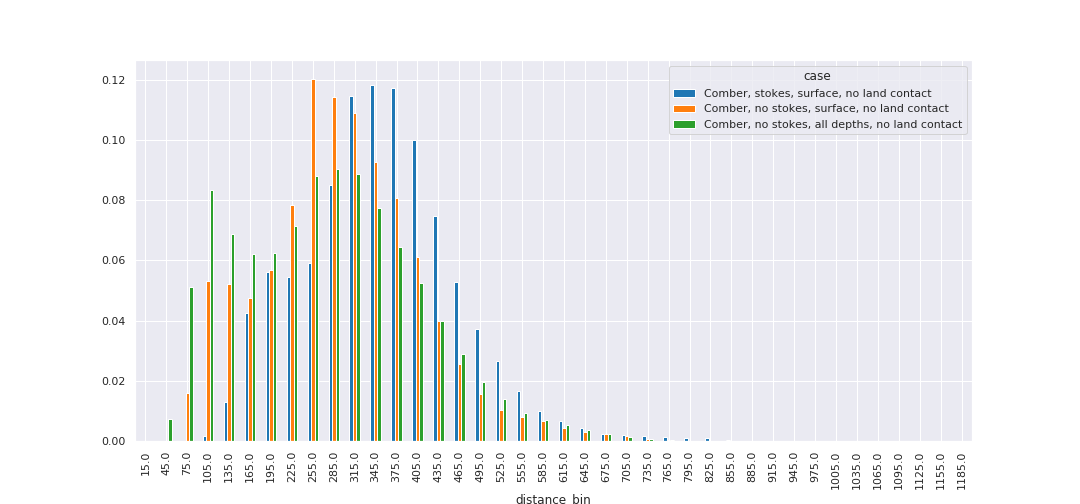 case
Comber, stokes, surface, no land contact
Comber, no stokes, surface, no land contact
Comber, no stokes, all depths, no land contact
0.12
0.10
0.08
0.06
0.04
0.02
0.00
15.0 45.0 75.0 105.0 135.0 165.0 195.0 225.0 255.0 285.0 315.0 345.0 375.0 405.0 435.0 465.0 495.0 525.0 555.0 585.0 615.0 645.0 675.0 705.0 735.0 765.0 795.0 825.0 855.0 885.0 915.0 945.0 975.0 1005.0 1035.0 1065.0 1095.0 1125.0 1155.0 1185.0
distance_bin